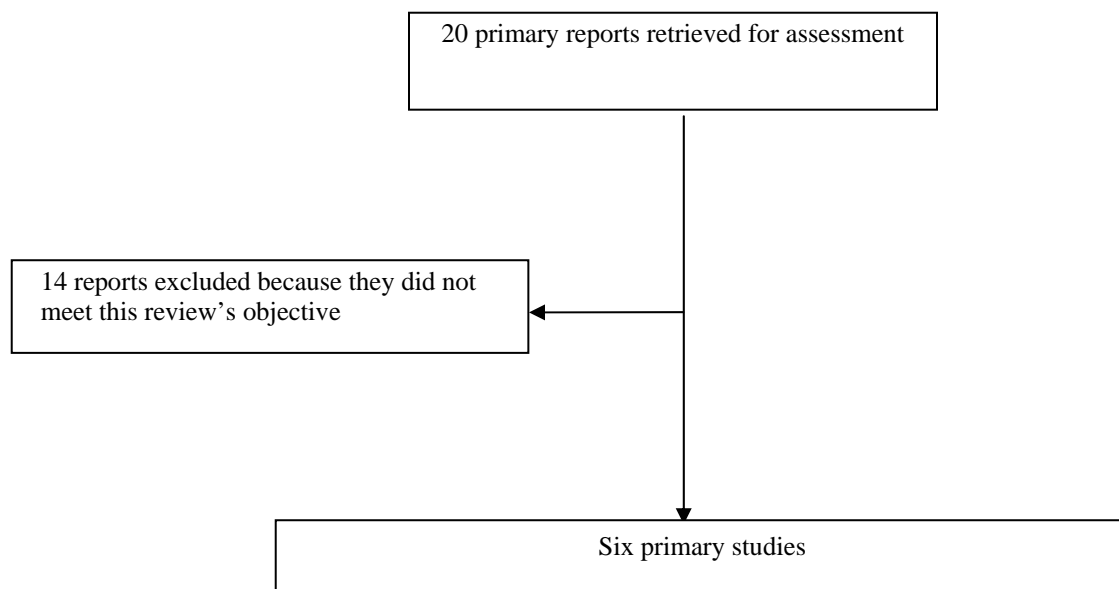 20 primary reports retrieved for assessment
14 reports excluded because they did not
meet this review’s objective
Six primary studies